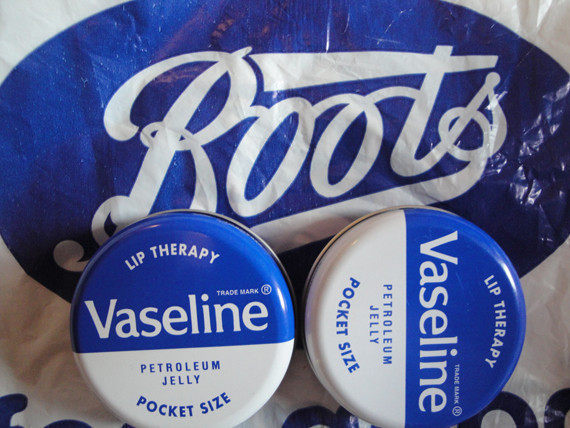 Boots
LIP THERAPY
TRADE MARK ®
Vaseline
PETROLEUM
JELLY
POCKET SIZE
LIP THERAPY
Vaseline
TRADE MARK ®
PETROLEUM
JELLY
POCKET SIZE